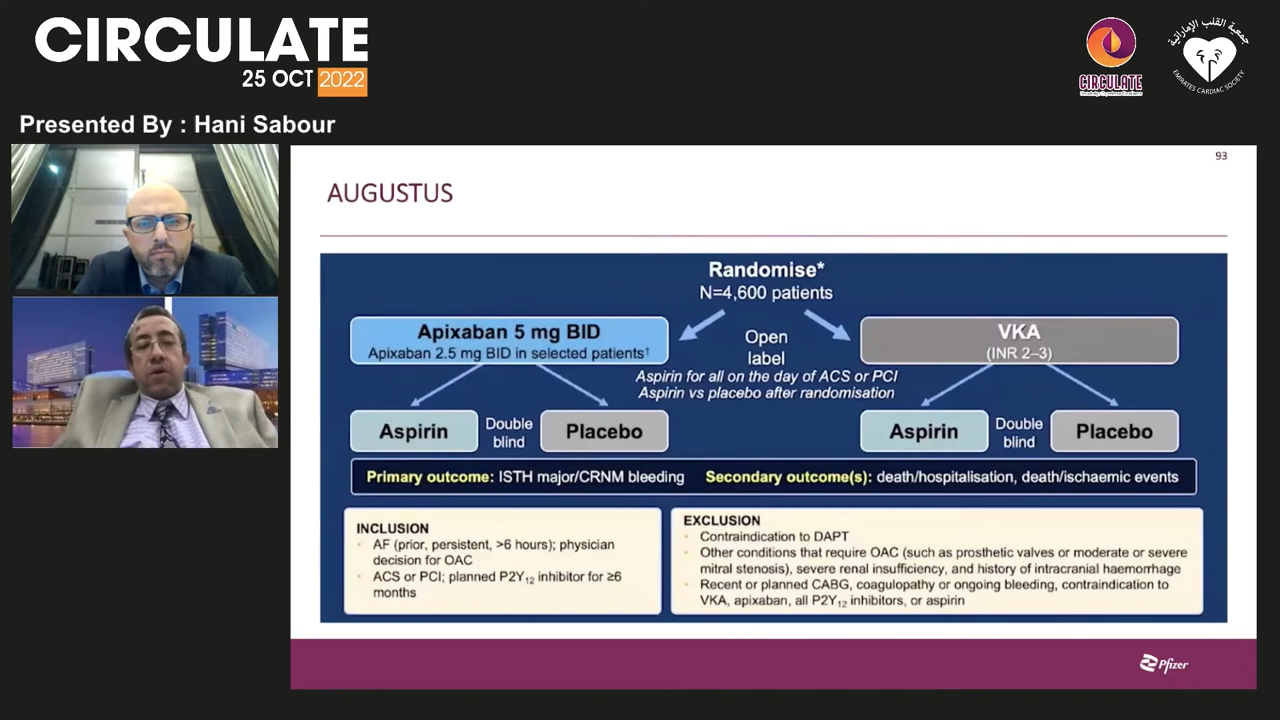 CIRCULATE
25 OCT 2022
CIRCULATE
جمعية القلب الإماراتية
EMIRATES CARDIAC SOCIETY
Presented By : Hani Sabour
93
AUGUSTUS
Randomise*
N=4,600 patients
Apixaban 5 mg BID
Apixaban 2.5 mg BID in selected patients†
Open
label
VKA
(INR 2–3)
Aspirin for all on the day of ACS or PCI
Aspirin vs placebo after randomisation
Aspirin
Double
blind
Placebo
Aspirin
Double
blind
Placebo
Primary outcome: ISTH major/CRNM bleeding
Secondary outcome(s): death/hospitalisation, death/ischaemic events
INCLUSION
• AF (prior, persistent, >6 hours); physician
decision for OAC
• ACS or PCI; planned P2Y₁₂ inhibitor for ≥6
months
EXCLUSION
• Contraindication to DAPT
• Other conditions that require OAC (such as prosthetic valves or moderate or severe
mitral stenosis), severe renal insufficiency, and history of intracranial haemorrhage
• Recent or planned CABG, coagulopathy or ongoing bleeding, contraindication to
VKA, apixaban, all P2Y₁₂ inhibitors, or aspirin
Pfizer